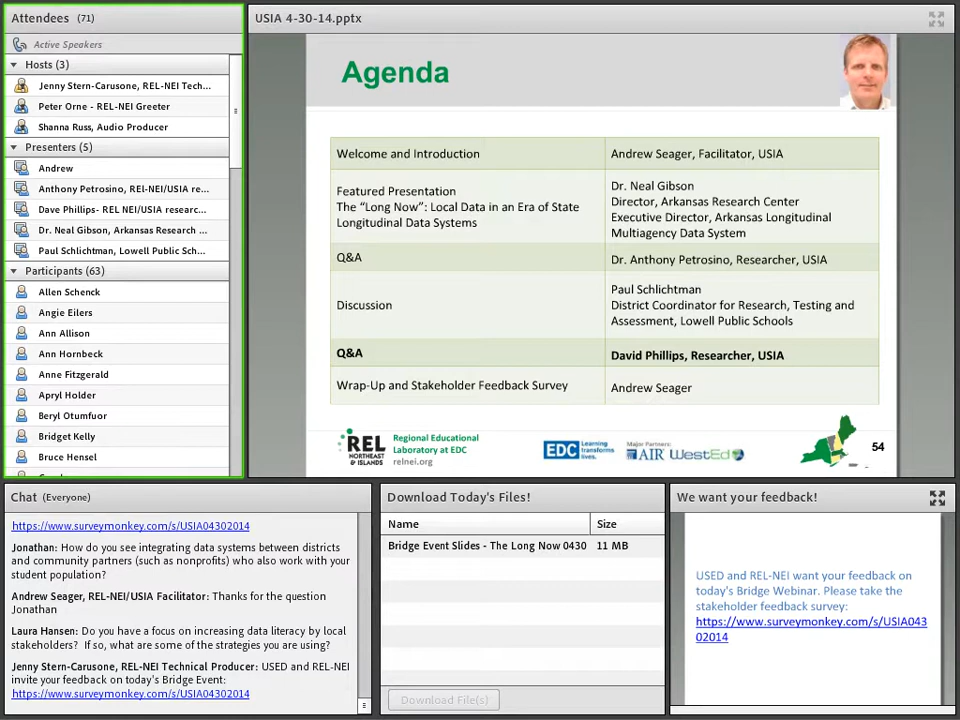 Attendees (71)
Active Speakers
Hosts (3)
Jenny Stern-Carusone, REL-NEI Tech...
Peter Orne - REL-NEI Greeter
Shanna Russ, Audio Producer
Presenters (5)
Andrew
Anthony Petrosino, REl-NEI/USIA re...
Dave Phillips- REL NEI/USIA researc...
Dr. Neal Gibson, Arkansas Research ...
Paul Schlichtman, Lowell Public Sch...
Participants (63)
Allen Schenck
Angie Eilers
Ann Allison
Ann Hornbeck
Anne Fitzgerald
Apryl Holder
Beryl Otumfuor
Bridget Kelly
Bruce Hensel
USIA 4-30-14.pptx
Agenda
Welcome and Introduction
Andrew Seager, Facilitator, USIA
Featured Presentation
The “Long Now”: Local Data in an Era of State
Longitudinal Data Systems
Dr. Neal Gibson
Director, Arkansas Research Center
Executive Director, Arkansas Longitudinal
Multiagency Data System
Q&A
Dr. Anthony Petrosino, Researcher, USIA
Discussion
Paul Schlichtman
District Coordinator for Research, Testing and
Assessment, Lowell Public Schools
Q&A
David Phillips, Researcher, USIA
Wrap-Up and Stakeholder Feedback Survey
Andrew Seager
REL
NORTHEAST
& ISLANDS
Regional Educational
Laboratory at EDC
relnei.org
EDC
Learning
transforms
lives.
Major Partners:
AIR WestEd
54
Chat (Everyone)
https://www.surveymonkey.com/s/USIA04302014
Jonathan: How do you see integrating data systems between districts
and community partners (such as nonprofits) who also work with your
student population?
Andrew Seager, REL-NEI/USIA Facilitator: Thanks for the question
Jonathan
Laura Hansen: Do you have a focus on increasing data literacy by local
stakeholders? If so, what are some of the strategies you are using?
Jenny Stern-Carusone, REL-NEI Technical Producer: USED and REL-NEI
invite your feedback on today's Bridge Event:
https://www.surveymonkey.com/s/USIA04302014
Download Today's Files!
Name
Size
Bridge Event Slides - The Long Now 0430
11 MB
Download File(s)
We want your feedback!
USED and REL-NEI want your feedback on
today's Bridge Webinar. Please take the
stakeholder feedback survey:
https://www.surveymonkey.com/s/USIA043
02014